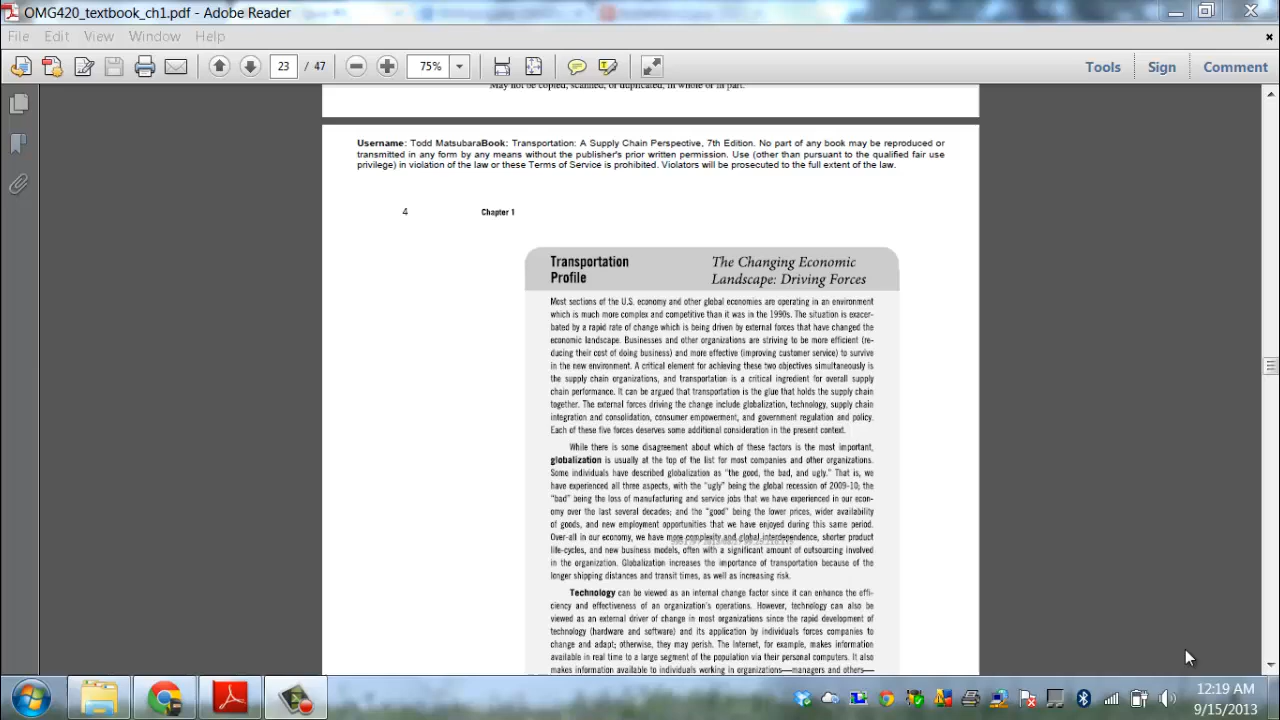 OMG420_textbook_ch1.pdf - Adobe Reader
File Edit View Window Help
23 / 47 75% Tools Sign Comment
May not be copied, scanned, or duplicated, in whole or in part.
Username: Todd MatsubaraBook: Transportation: A Supply Chain Perspective, 7th Edition. No part of any book may be reproduced or
transmitted in any form by any means without the publisher's prior written permission. Use (other than pursuant to the qualified fair use
privilege) in violation of the law or these Terms of Service is prohibited. Violators will be prosecuted to the full extent of the law.
4 Chapter 1
Transportation
Profile
The Changing Economic
Landscape: Driving Forces
Most sections of the U.S. economy and other global economies are operating in an environment
which is much more complex and competitive than it was in the 1990s. The situation is exacer-
bated by a rapid rate of change which is being driven by external forces that have changed the
economic landscape. Businesses and other organizations are striving to be more efficient (re-
ducing their cost of doing business) and more effective (improving customer service) to survive
in the new environment. A critical element for achieving these two objectives simultaneously is
the supply chain organizations, and transportation is a critical ingredient for overall supply
chain performance. It can be argued that transportation is the glue that holds the supply chain
together. The external forces driving the change include globalization, technology, supply chain
integration and consolidation, consumer empowerment, and government regulation and policy.
Each of these five forces deserves some additional consideration in the present context.
While there is some disagreement about which of these factors is the most important,
globalization is usually at the top of the list for most companies and other organizations.
Some individuals have described globalization as “the good, the bad, and ugly.” That is, we
have experienced all three aspects, with the “ugly” being the global recession of 2009-10; the
“bad” being the loss of manufacturing and service jobs that we have experienced in our econ-
omy over the last several decades; and the “good” being the lower prices, wider availability
of goods, and new employment opportunities that we have enjoyed during this same period.
Over-all in our economy, we have more complexity and global interdependence, shorter product
life-cycles, and new business models, often with a significant amount of outsourcing involved
in the organization. Globalization increases the importance of transportation because of the
longer shipping distances and transit times, as well as increasing risk.
Technology can be viewed as an internal change factor since it can enhance the effi-
ciency and effectiveness of an organization's operations. However, technology can also be
viewed as an external driver of change in most organizations since the rapid development of
technology (hardware and software) and its application by individuals forces companies to
change and adapt; otherwise, they may perish. The Internet, for example, makes information
available in real time to a large segment of the population via their personal computers. It also
makes information available to individuals working in organizations—managers and others—
12:19 AM
9/15/2013